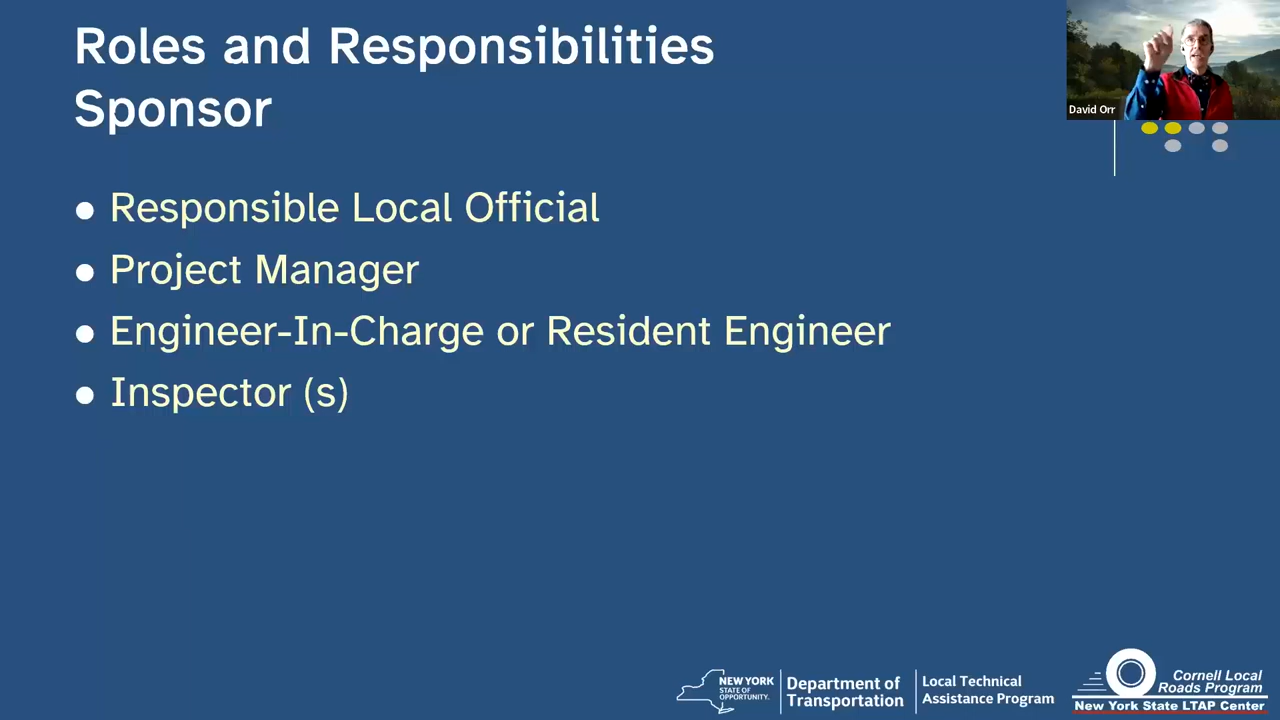 Roles and Responsibilities
Sponsor
David Orr
Responsible Local Official
Project Manager
Engineer-In-Charge or Resident Engineer
Inspector (s)
NEW YORK
STATE OF
OPPORTUNITY.
Department of
Transportation
Local Technical
Assistance Program
Cornell Local
Roads Program
New York State LTAP Center